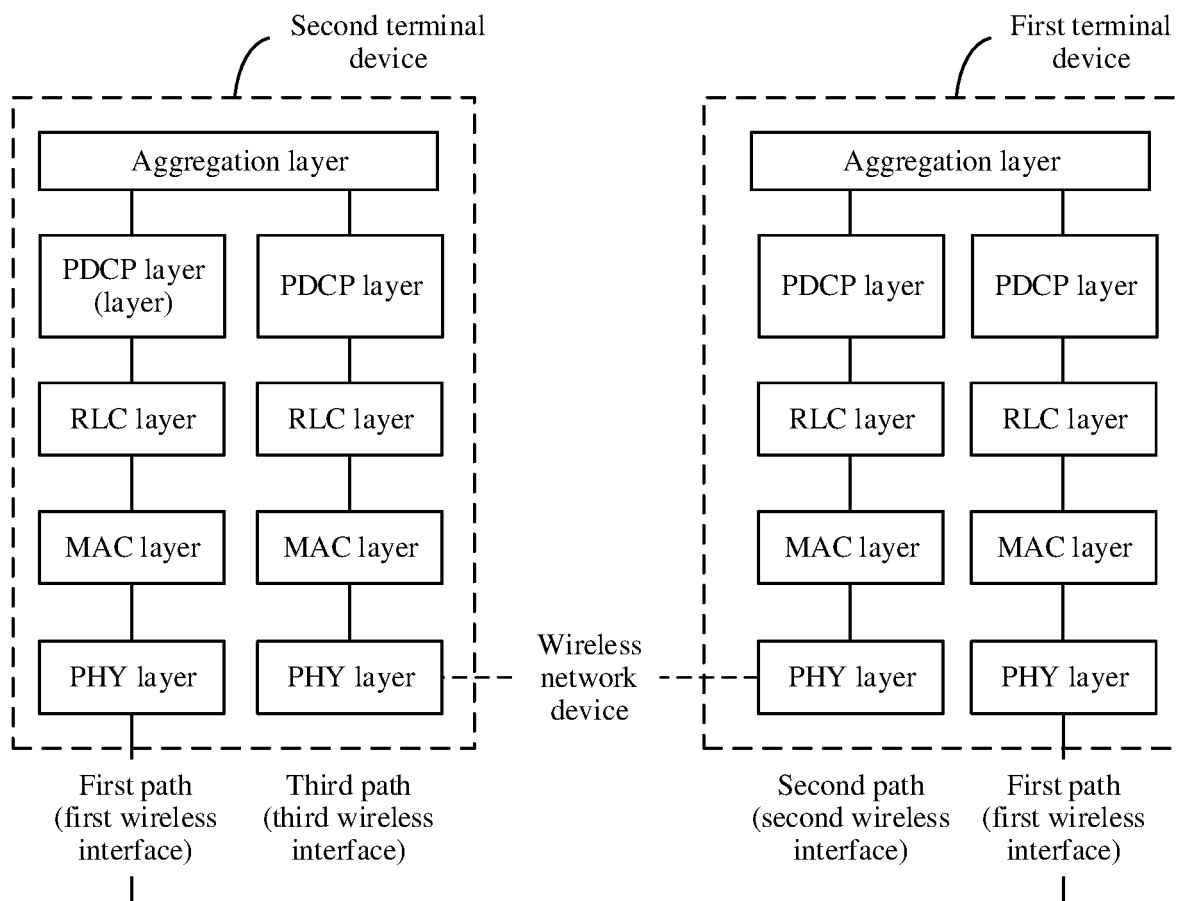 Second terminal
device
First terminal
device
Aggregation layer
Aggregation layer
PDCP layer
(layer)
PDCP layer
PDCP layer
PDCP layer
RLC layer
RLC layer
RLC layer
RLC layer
MAC layer
MAC layer
MAC layer
MAC layer
PHY layer
PHY layer
Wireless
network
device
PHY layer
PHY layer
First path
(first wireless
interface)
Third path
(third wireless
interface)
Second path
(second wireless
interface)
First path
(first wireless
interface)